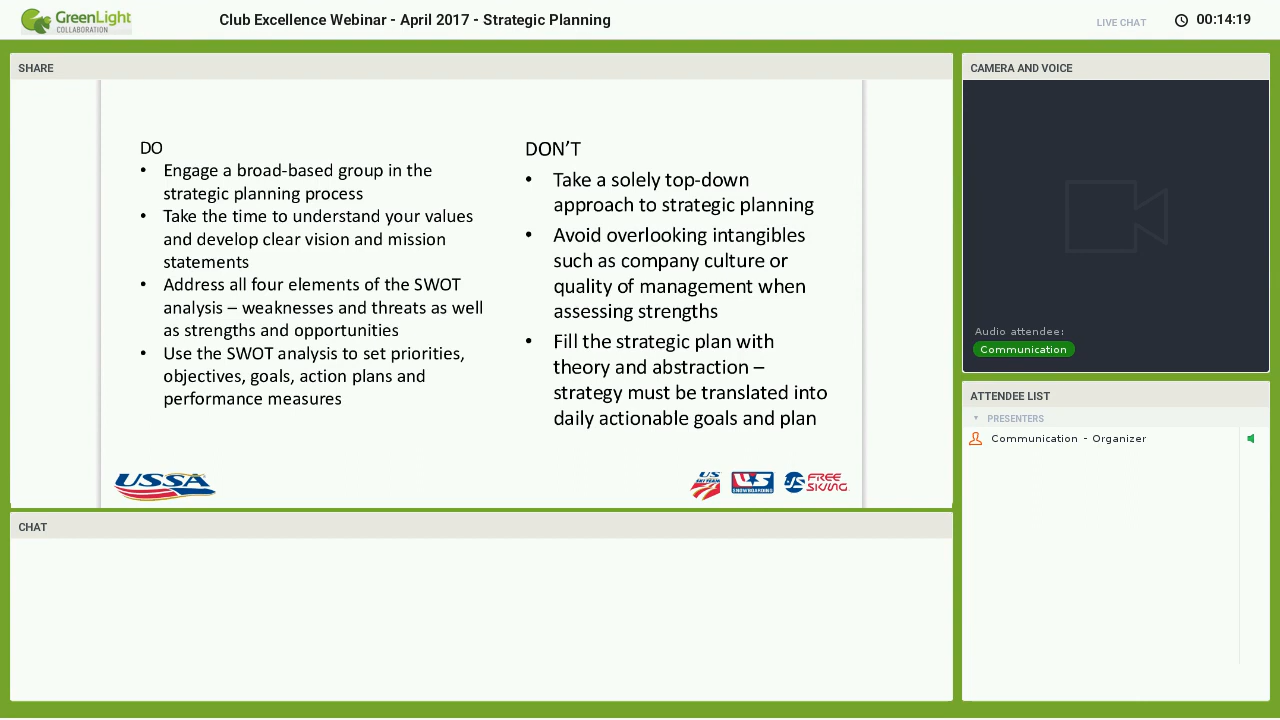 GreenLight
COLLABORATION
Club Excellence Webinar - April 2017 - Strategic Planning
LIVE CHAT
00:14:19
SHARE
DO
• Engage a broad-based group in the
strategic planning process
• Take the time to understand your values
and develop clear vision and mission
statements
• Address all four elements of the SWOT
analysis – weaknesses and threats as well
as strengths and opportunities
• Use the SWOT analysis to set priorities,
objectives, goals, action plans and
performance measures
DON'T
• Take a solely top-down
approach to strategic planning
• Avoid overlooking intangibles
such as company culture or
quality of management when
assessing strengths
• Fill the strategic plan with
theory and abstraction –
strategy must be translated into
daily actionable goals and plan
USSA
US
SKI TEAM
US
SNOWBOARDING
US FREE
SKIING
CHAT
CAMERA AND VOICE
Audio attendee:
Communication
ATTENDEE LIST
PRESENTERS
Communication - Organizer